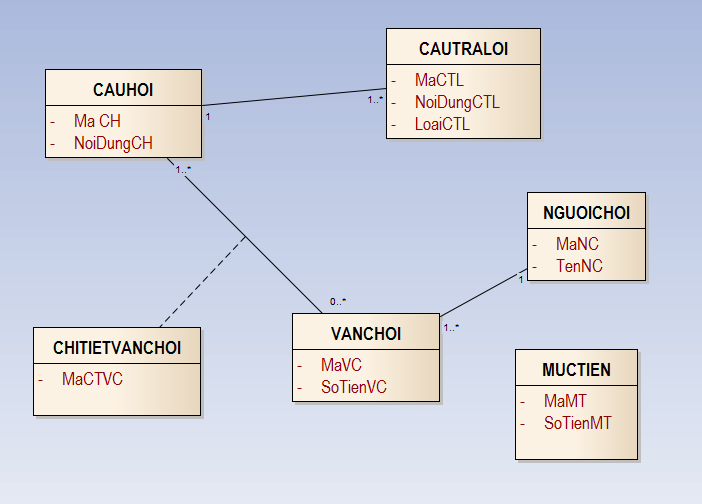 CAUTRALOI
- MaCTL
- NoiDungCTL
- LoaiCTL
CAUHOI
- Ma CH
- NoiDungCH
1
1..*
1..*
NGUOICHOI
- MaNC
- TenNC
1
0..*
1..*
VANCHOI
- MaVC
- SoTienVC
CHITIETVANCHOI
- MaCTVC
MUCTIEN
- MaMT
- SoTienMT